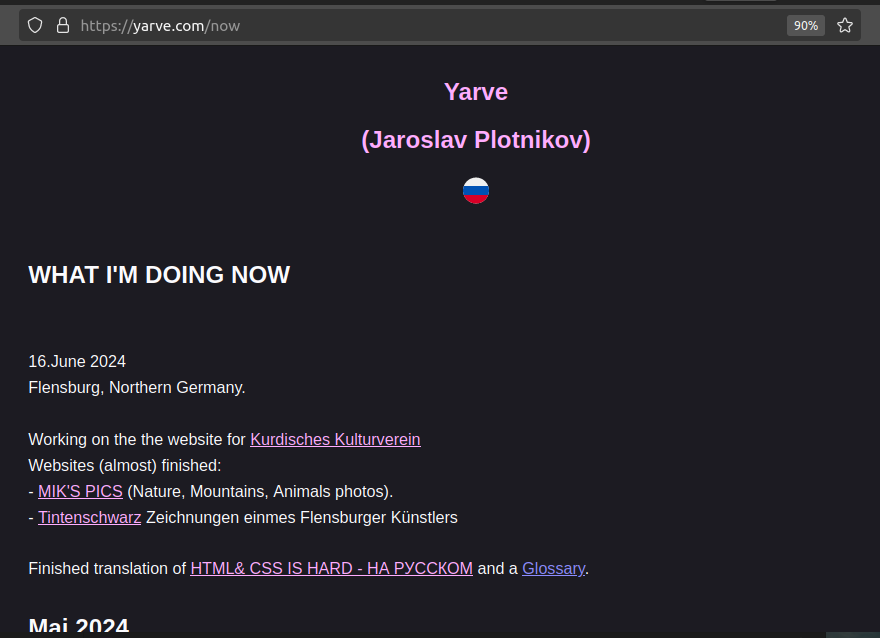 https://yarve.com/now
90%
Yarve
(Jaroslav Plotnikov)
WHAT I'M DOING NOW
16.June 2024
Flensburg, Northern Germany.
Working on the the website for Kurdisches Kulturverein
Websites (almost) finished:
- MIK'S PICS (Nature, Mountains, Animals photos).
- Tintenschwarz Zeichnungen einmes Flensburger Künstlers
Finished translation of HTML& CSS IS HARD - НА РУССКОМ and a Glossary.
Mai 2024